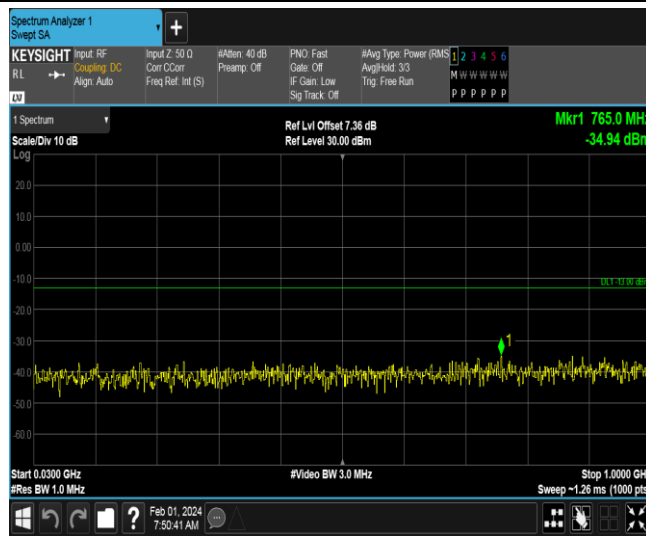 Spectrum Analyzer 1
Swept SA
+
KEYSIGHT
RL
LXI
Input: RF
Coupling: DC
Align: Auto
Input Z: 50 Ω
Corr CCorr
Freq Ref: Int (S)
#Atten: 40 dB
Preamp: Off
PNO: Fast
Gate: Off
IF Gain: Low
Sig Track: Off
#Avg Type: Power (RMS
Avg|Hold: 3/3
Trig: Free Run
1 2 3 4 5 6
M W W W W W
P P P P P P
1 Spectrum
Scale/Div 10 dB
Log
Ref Lvl Offset 7.36 dB
Ref Level 30.00 dBm
Mkr1 765.0 MHz
-34.94 dBm
20.0
10.0
0.00
-10.0
DL1 -13.00 dBm
-20.0
-30.0
1
-40.0
-50.0
-60.0
Start 0.0300 GHz
#Video BW 3.0 MHz
Stop 1.0000 GH
#Res BW 1.0 MHz
Sweep ~1.26 ms (1000 pts
?
Feb 01, 2024
7:50:41 AM